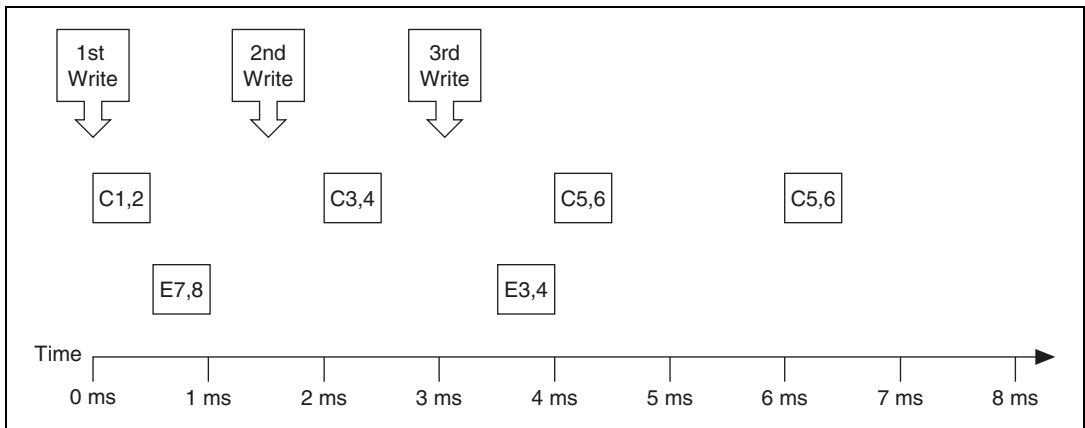 1st
Write
2nd
Write
3rd
Write
C1,2
C3,4
C5,6
C5,6
E7,8
E3,4
Time
0 ms
1 ms
2 ms
3 ms
4 ms
5 ms
6 ms
7 ms
8 ms